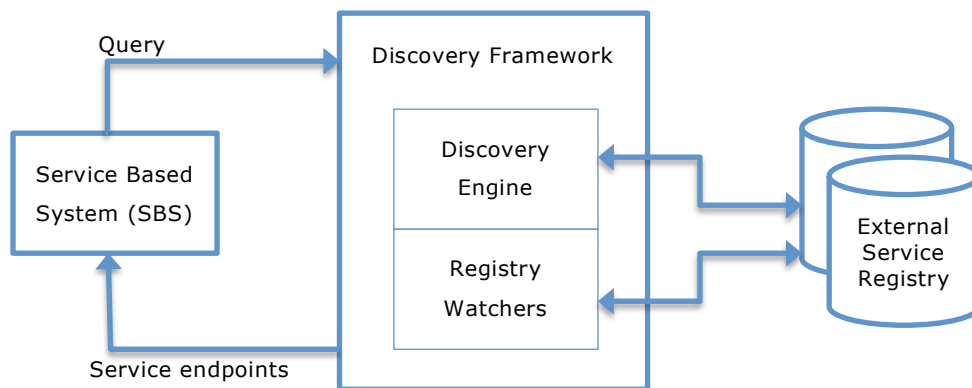 Query
Discovery Framework
Service Based
System (SBS)
Discovery
Engine
Registry
Watchers
External
Service
Registry
Service endpoints